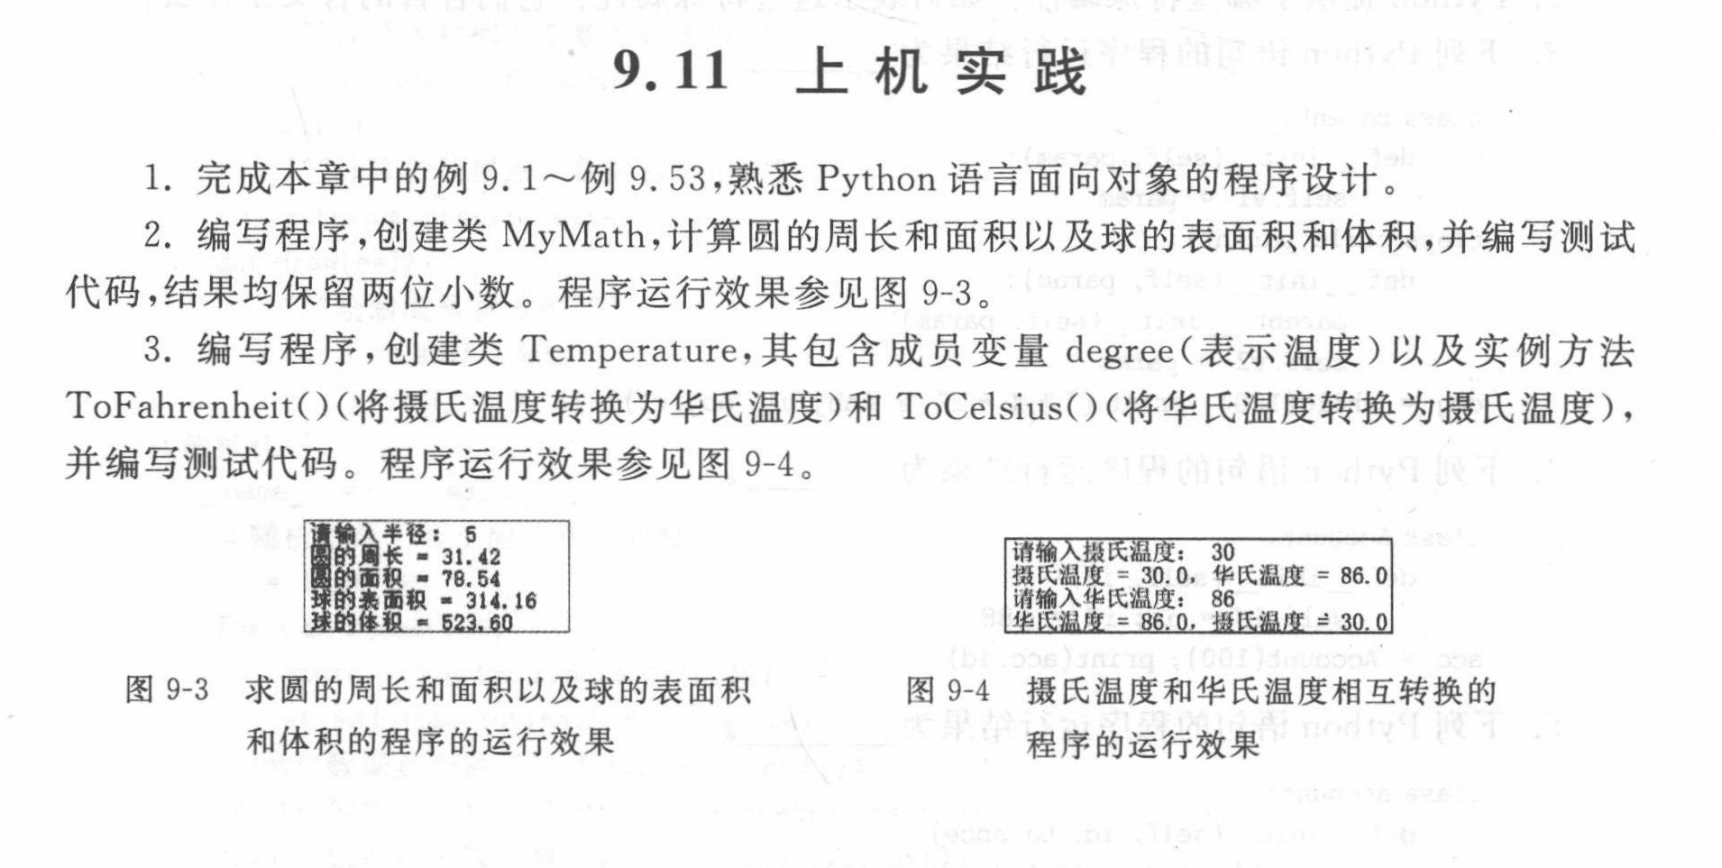 9.11 上机实践
1. 完成本章中的例 9.1～例 9.53,熟悉 Python 语言面向对象的程序设计。
2. 编写程序,创建类 MyMath,计算圆的周长和面积以及球的表面积和体积,并编写测试
代码,结果均保留两位小数。程序运行效果参见图 9-3。
3. 编写程序,创建类 Temperature,其包含成员变量 degree(表示温度)以及实例方法
ToFahrenheit()(将摄氏温度转换为华氏温度)和 ToCelsius()(将华氏温度转换为摄氏温度),
并编写测试代码。程序运行效果参见图 9-4。
请输入半径: 5
圆的周长 = 31.42
圆的面积 = 78.54
球的表面积 = 314.16
球的体积 = 523.60
图 9-3 求圆的周长和面积以及球的表面积
和体积的程序的运行效果
请输入摄氏温度: 30
摄氏温度 = 30.0, 华氏温度 = 86.0
请输入华氏温度: 86
华氏温度 = 86.0, 摄氏温度 = 30.0
图 9-4 摄氏温度和华氏温度相互转换的
程序的运行效果